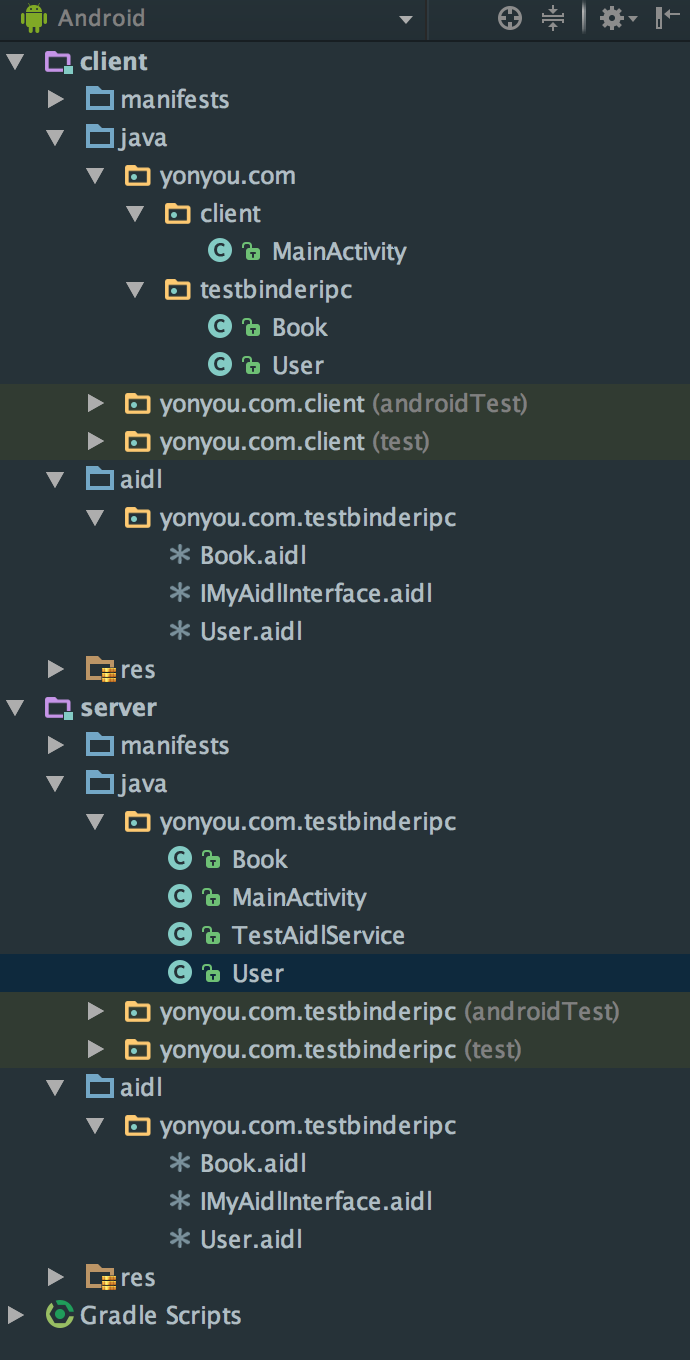 Android
client
manifests
java
yonyou.com
client
MainActivity
testbinderipc
Book
User
yonyou.com.client (androidTest)
yonyou.com.client (test)
aidl
yonyou.com.testbinderipc
Book.aidl
IMyAidlInterface.aidl
User.aidl
res
server
manifests
java
yonyou.com.testbinderipc
Book
MainActivity
TestAidlService
User
yonyou.com.testbinderipc (androidTest)
yonyou.com.testbinderipc (test)
aidl
yonyou.com.testbinderipc
Book.aidl
IMyAidlInterface.aidl
User.aidl
res
Gradle Scripts